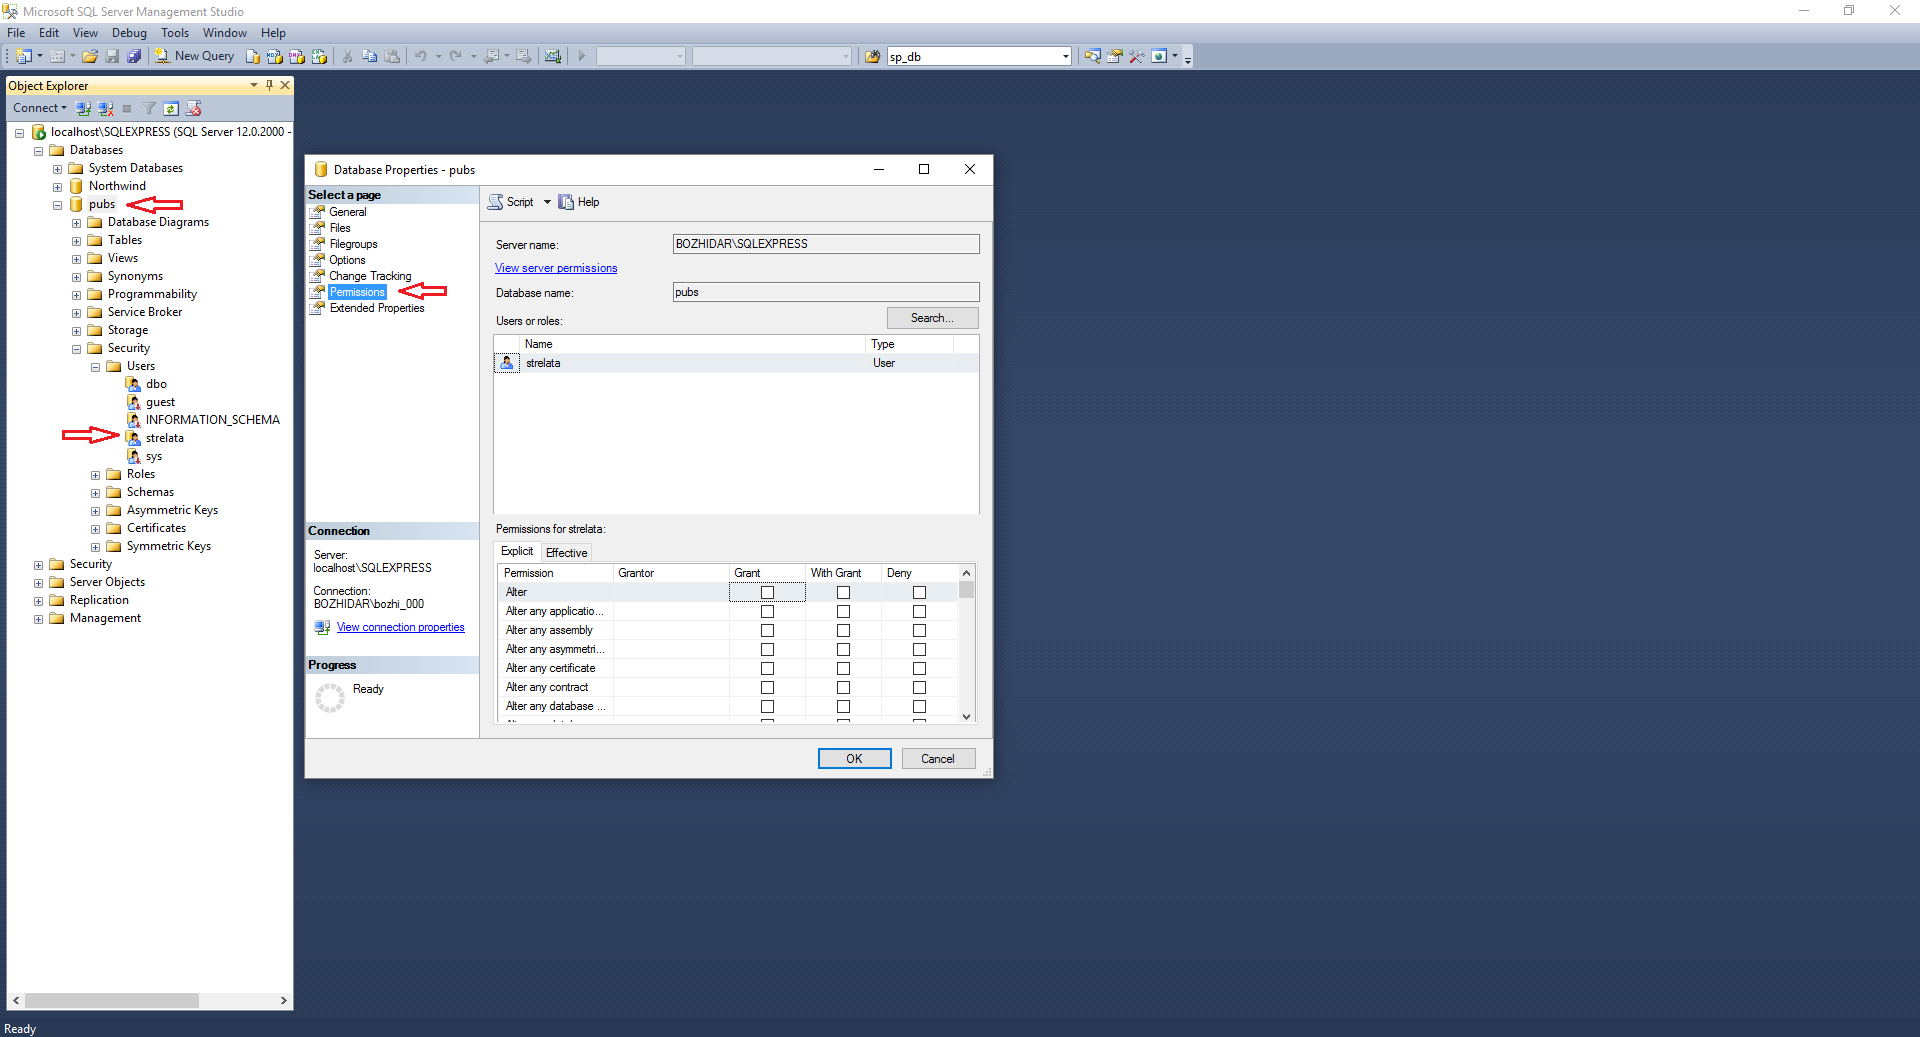 Microsoft SQL Server Management Studio
File Edit View Debug Tools Window Help
New Query
sp_db
Object Explorer
Connect
localhost\SQLEXPRESS (SQL Server 12.0.2000 -
Databases
System Databases
Northwind
pubs
Database Diagrams
Tables
Views
Synonyms
Programmability
Service Broker
Storage
Security
Users
dbo
guest
INFORMATION_SCHEMA
strelata
sys
Roles
Schemas
Asymmetric Keys
Certificates
Symmetric Keys
Security
Server Objects
Replication
Management
Database Properties - pubs
Select a page
General
Files
Filegroups
Options
Change Tracking
Permissions
Extended Properties
Connection
Server:
localhost\SQLEXPRESS
Connection:
BOZHIDAR\bozhi_000
View connection properties
Progress
Ready
Script Help
Server name: BOZHIDAR\SQLEXPRESS
View server permissions
Database name: pubs
Users or roles: Search...
Name Type
strelata User
Permissions for strelata:
Explicit Effective
Permission Grantor Grant With Grant Deny
Alter
Alter any applicatio...
Alter any assembly
Alter any asymmetri...
Alter any certificate
Alter any contract
Alter any database ...
OK Cancel
Ready